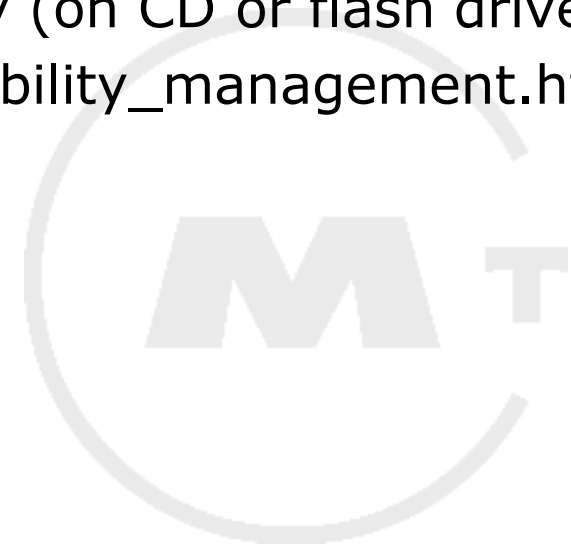 (on CD or flash drive
bility_management.h
M T